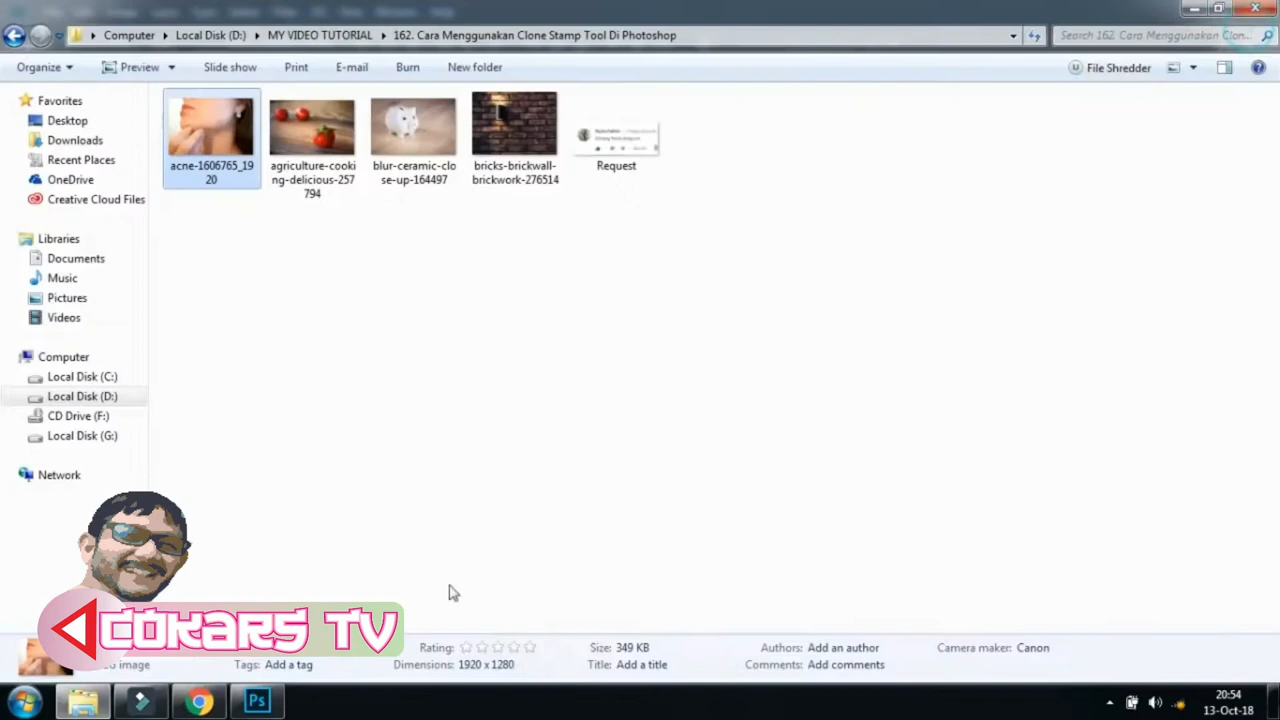 Computer Local Disk (D:) MY VIDEO TUTORIAL 162. Cara Menggunakan Clone Stamp Tool Di Photoshop
Search 162. Cara Menggunakan Clon...
Organize Preview Slide show Print E-mail Burn New folder File Shredder
Favorites
Desktop
Downloads
Recent Places
OneDrive
Creative Cloud Files
Libraries
Documents
Music
Pictures
Videos
Computer
Local Disk (C:)
Local Disk (D:)
CD Drive (F:)
Local Disk (G:)
Network
acne-1606765_19
20
agriculture-cooki
ng-delicious-257
794
blur-ceramic-clo
se-up-164497
bricks-brickwall-
brickwork-276514
Request
COKARS TV
Rating: Size: 349 KB Authors: Add an author Camera maker: Canon
image Tags: Add a tag Dimensions: 1920 x 1280 Title: Add a title Comments: Add comments
Ps
20:54
13-Oct-18